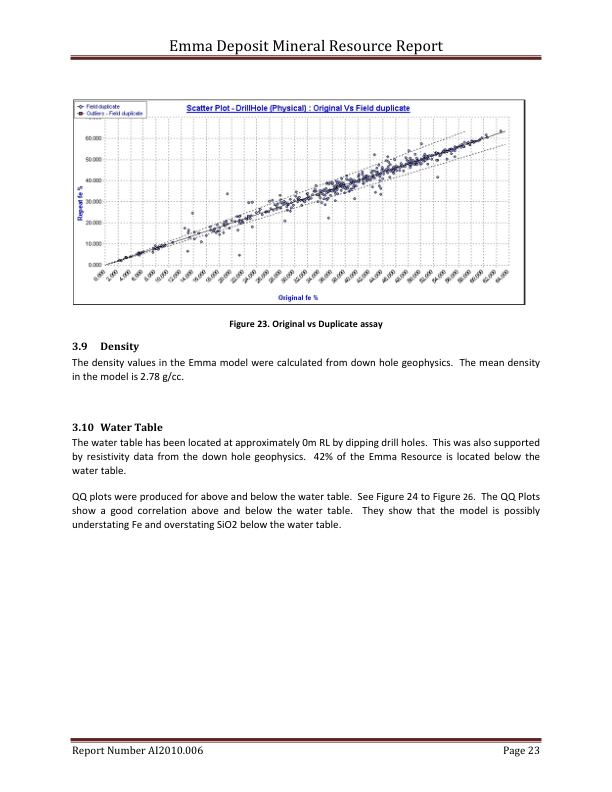 Emma Deposit Mineral Resource Report
Field duplicate
Outliers - Field duplicate
Scatter Plot - DrillHole (Physical) : Original Vs Field duplicate
Repeat fe %
60.000
50.000
40.000
30.000
20.000
10.000
0.000
0.000 2.000 4.000 6.000 8.000 10.000 12.000 14.000 16.000 18.000 20.000 22.000 24.000 26.000 28.000 30.000 32.000 34.000 36.000 38.000 40.000 42.000 44.000 46.000 48.000 50.000 52.000 54.000 56.000 58.000 60.000 62.000 64.000
Original fe %
Figure 23. Original vs Duplicate assay
3.9 Density
The density values in the Emma model were calculated from down hole geophysics. The mean density
in the model is 2.78 g/cc.
3.10 Water Table
The water table has been located at approximately 0m RL by dipping drill holes. This was also supported
by resistivity data from the down hole geophysics. 42% of the Emma Resource is located below the
water table.
QQ plots were produced for above and below the water table. See Figure 24 to Figure 26. The QQ Plots
show a good correlation above and below the water table. They show that the model is possibly
understating Fe and overstating SiO2 below the water table.
Report Number AI2010.006 Page 23